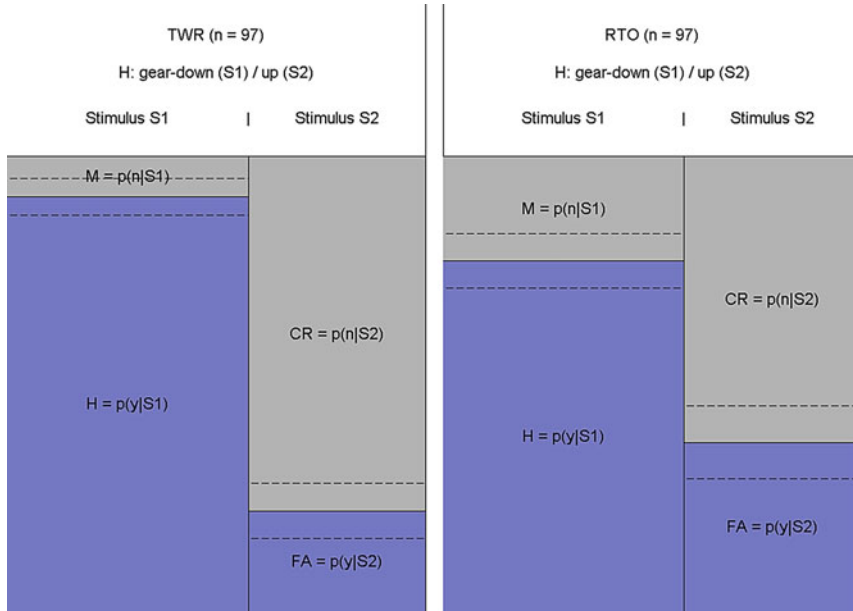 TWR (n = 97)
H: gear-down (S1) / up (S2)
Stimulus S1 | Stimulus S2
M = p(n|S1)
CR = p(n|S2)
H = p(y|S1)
FA = p(y|S2)
RTO (n = 97)
H: gear-down (S1) / up (S2)
Stimulus S1 | Stimulus S2
M = p(n|S1)
CR = p(n|S2)
H = p(y|S1)
FA = p(y|S2)